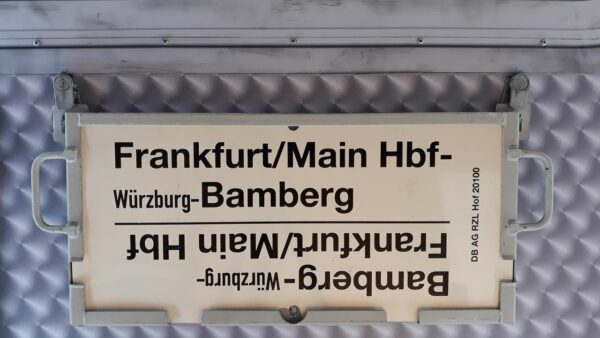 Frankfurt/Main Hbf-
Würzburg-Bamberg
Bamberg-Würzburg-
Frankfurt/Main Hbf
DB AG RZL Hof 20100